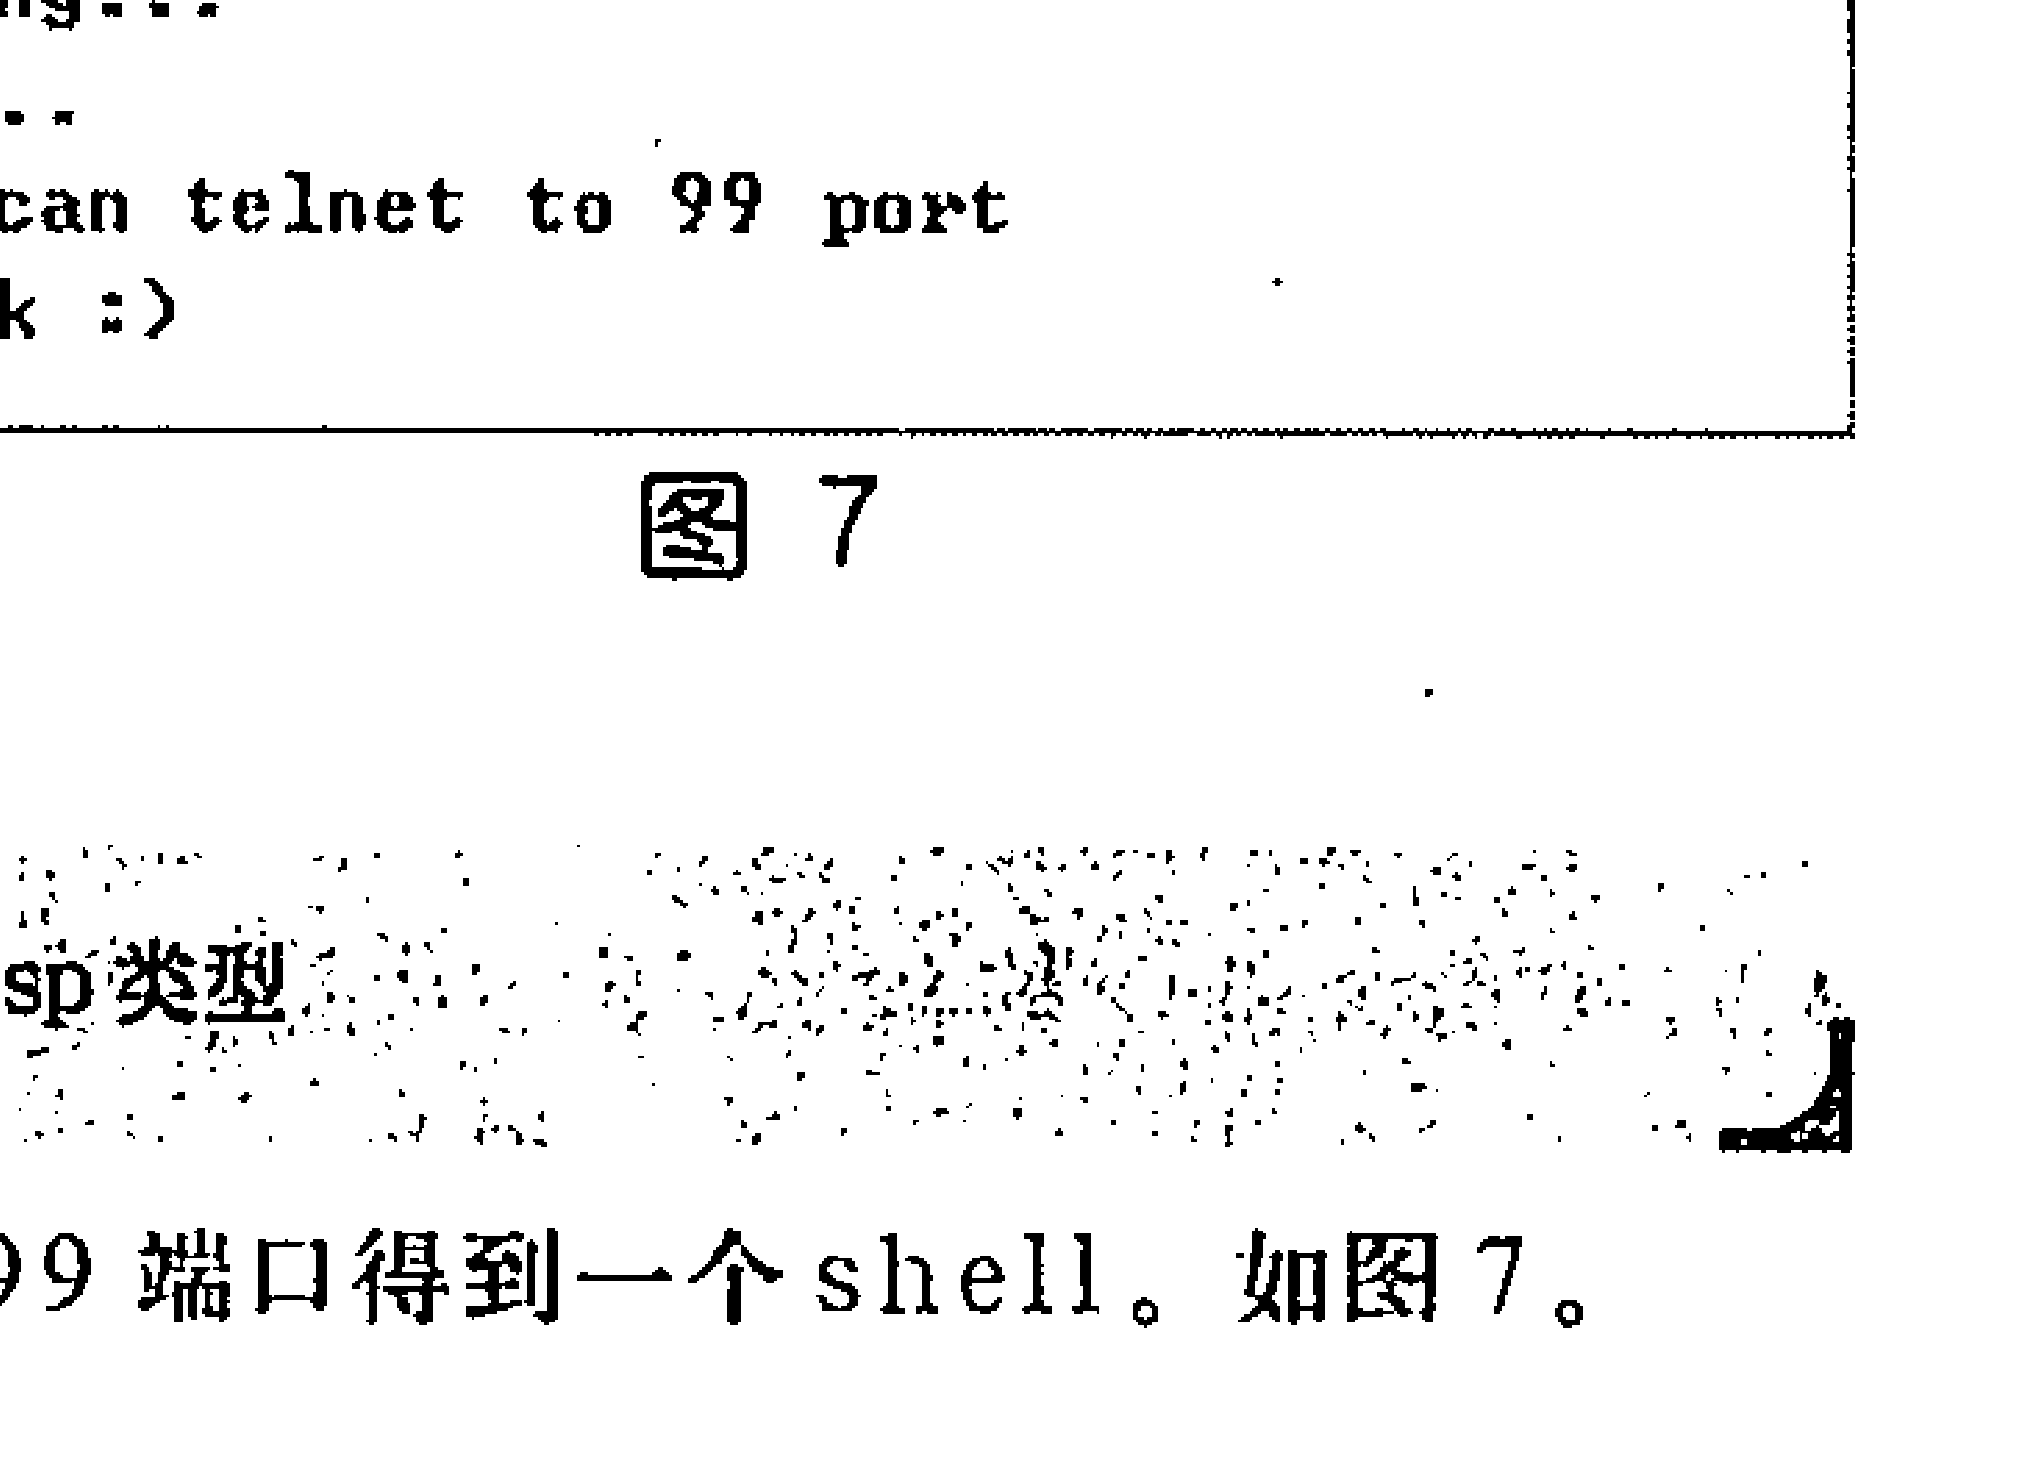 ng...
..
can telnet to 99 port
k :)
图 7
sp类型
99 端口得到一个shell。如图7。